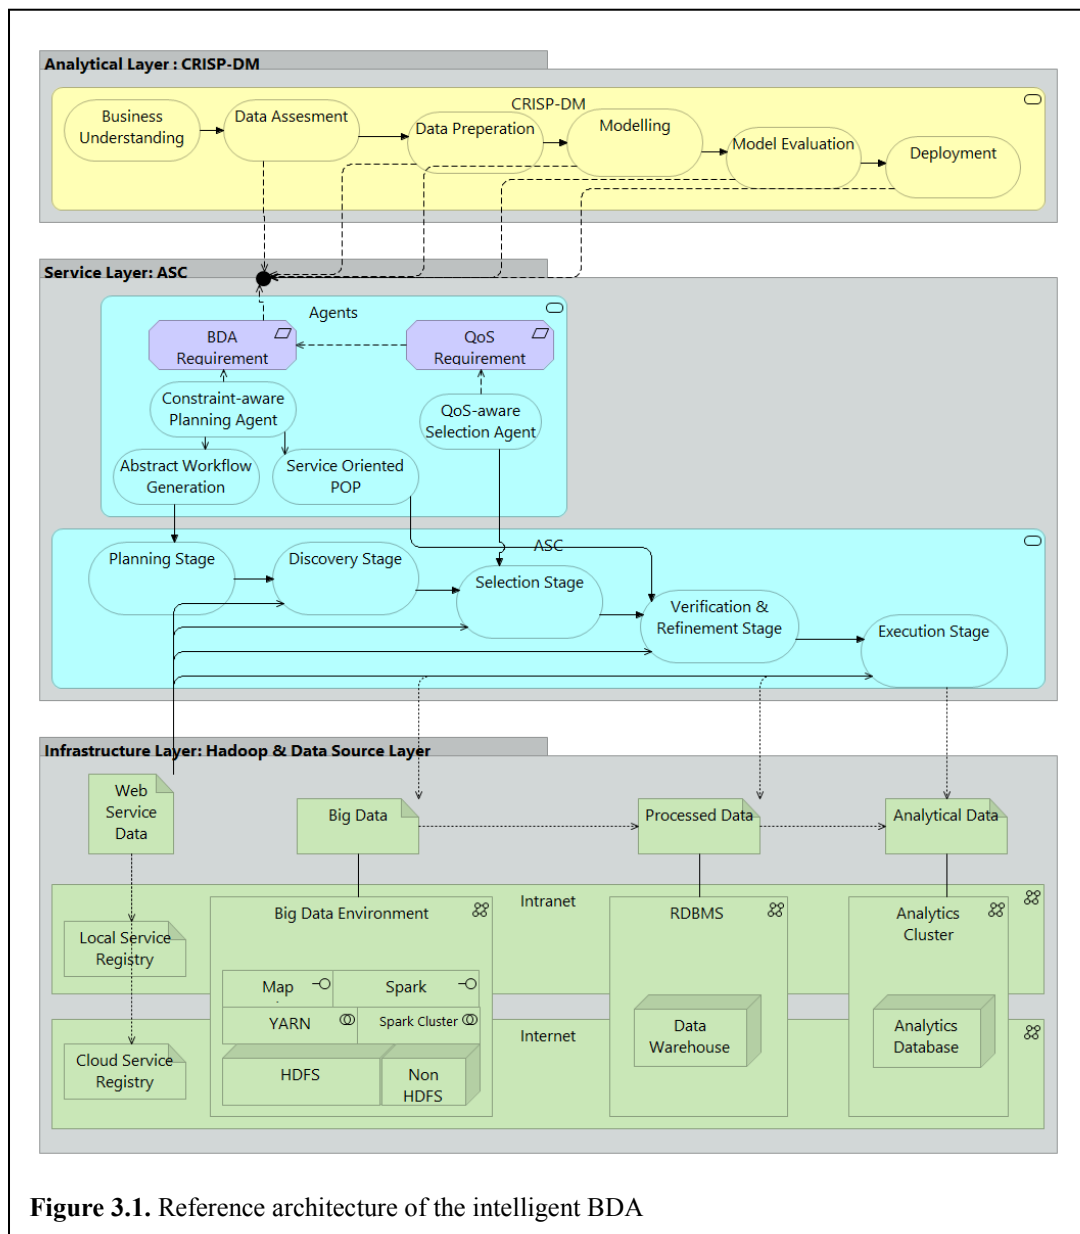 Analytical Layer : CRISP-DM
CRISP-DM
Business
Understanding
Data Assesment
Data Preperation
Modelling
Model Evaluation
Deployment
Service Layer: ASC
Agents
BDA
Requirement
QoS
Requirement
Constraint-aware
Planning Agent
QoS-aware
Selection Agent
Abstract Workflow
Generation
Service Oriented
POP
ASC
Planning Stage
Discovery Stage
Selection Stage
Verification &
Refinement Stage
Execution Stage
Infrastructure Layer: Hadoop & Data Source Layer
Web
Service
Data
Big Data
Processed Data
Analytical Data
Intranet
Big Data Environment
RDBMS
Analytics
Cluster
Local Service
Registry
Map
Spark
YARN
Spark Cluster
Internet
Data
Warehouse
Analytics
Database
Cloud Service
Registry
HDFS
Non
HDFS
Figure 3.1. Reference architecture of the intelligent BDA